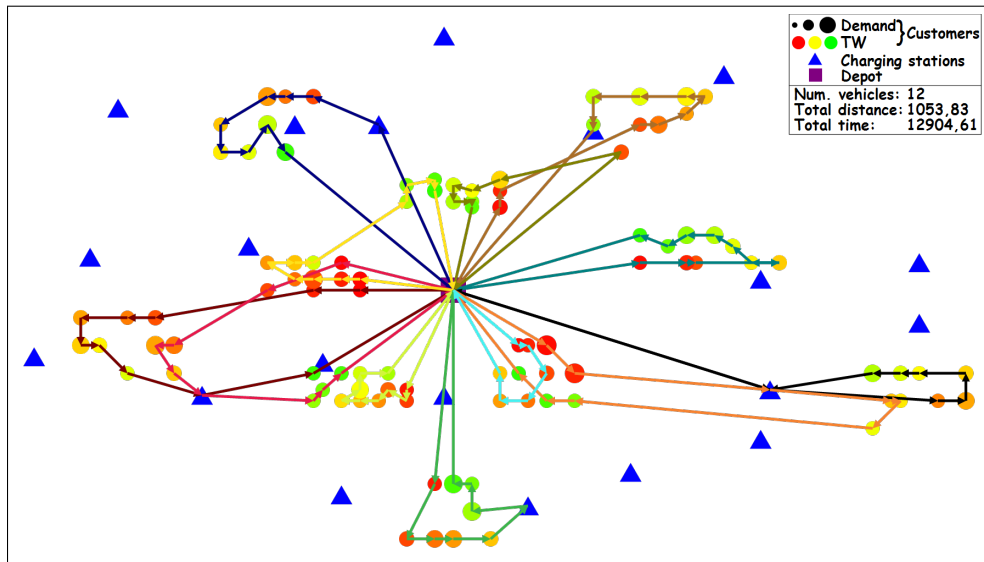 Demand
TW
} Customers
Charging stations
Depot
Num. vehicles: 12
Total distance: 1053,83
Total time: 12904,61